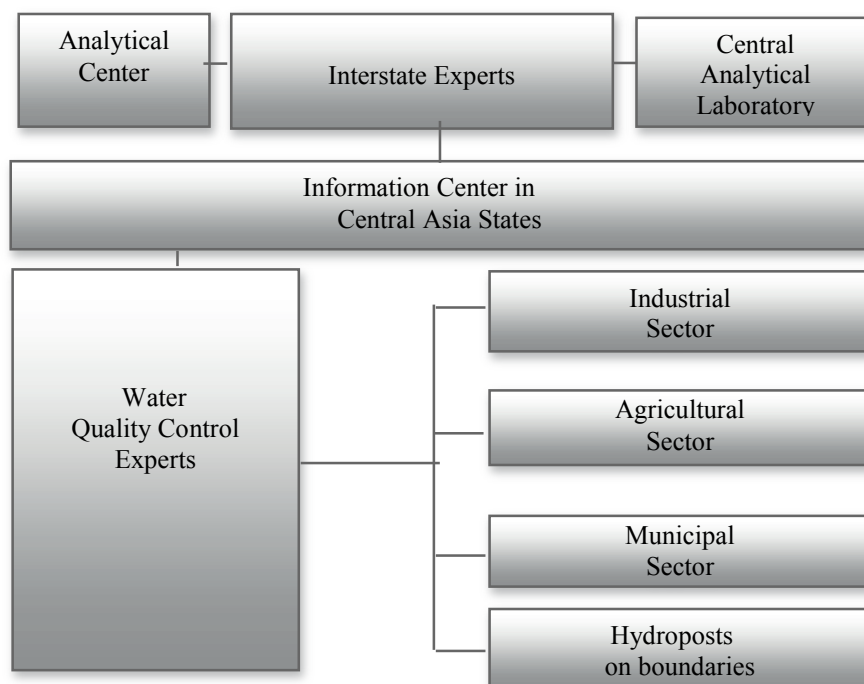 Analytical
Center
Interstate Experts
Central
Analytical
Laboratory
Information Center in
Central Asia States
Water
Quality Control
Experts
Industrial
Sector
Agricultural
Sector
Municipal
Sector
Hydroposts
on boundaries